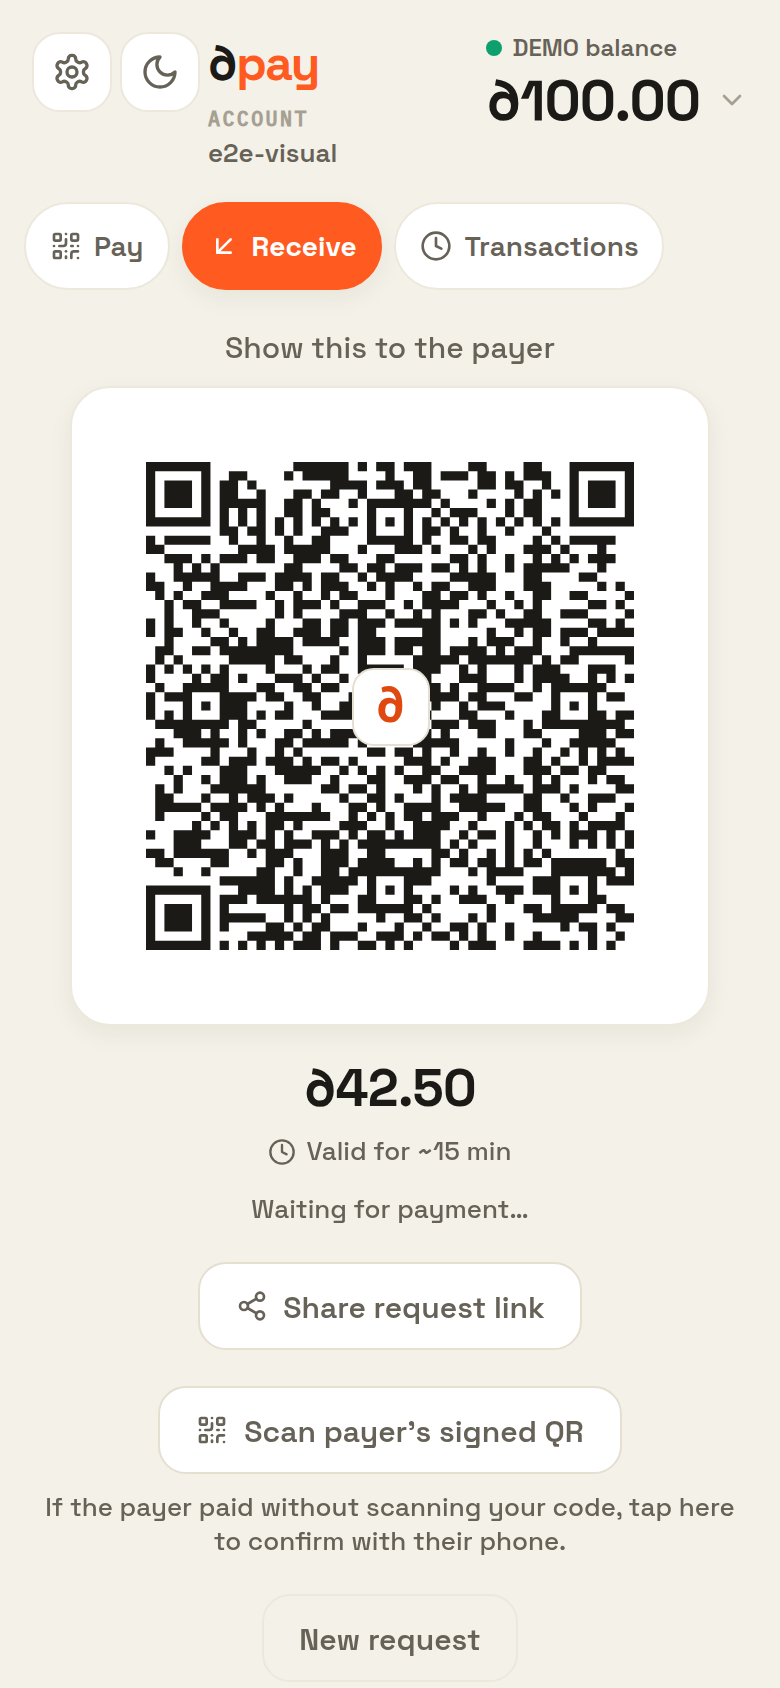 ∂pay
ACCOUNT
e2e-visual
DEMO balance
∂100.00
Pay
Receive
Transactions
Show this to the payer
∂
∂42.50
Valid for ~15 min
Waiting for payment…
Share request link
Scan payer’s signed QR
If the payer paid without scanning your code, tap here
to confirm with their phone.
New request